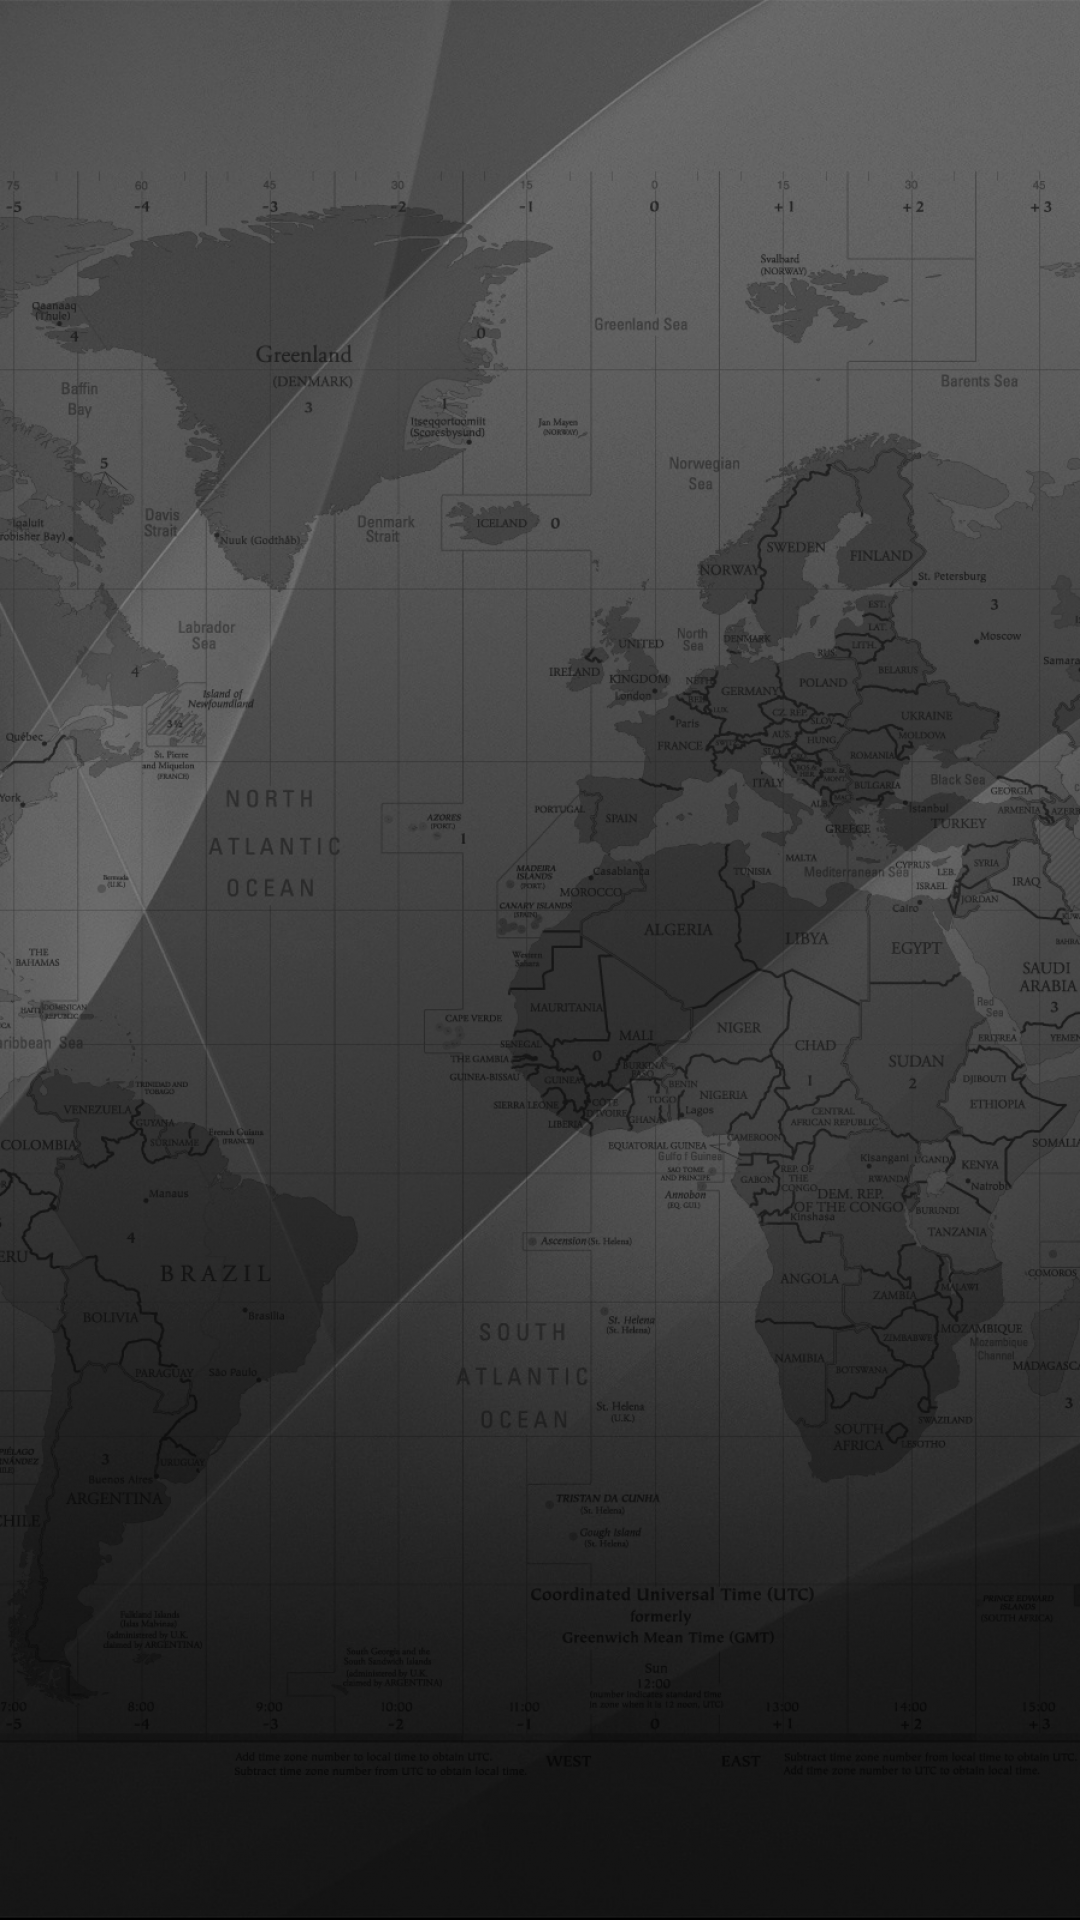 75 60 45 30 15 0 15 30 45
-5 -4 -3 -2 -1 0 +1 +2 +3
Svalbard
(NORWAY)
Qaanaaq
(Thule)
4
0
Greenland Sea
Greenland
(DENMARK)
3
Baffin
Bay
Barents Sea
1
Itseqqortoomiit
(Scoresbysund)
Jan Mayen
(NORWAY)
5
Norwegian
Sea
Davis
Strait
Denmark
Strait
ICELAND
0
Iqaluit
robisher Bay)
Nuuk (Godthåb)
SWEDEN
FINLAND
NORWAY
St. Petersburg
3
EST.
LAT.
LITH.
RUS.
Moscow
Labrador
Sea
North
Sea
DENMARK
UNITED
KINGDOM
IRELAND
London
Samara
BELARUS
4
NETH.
GERMANY
POLAND
Island of
Newfoundland
3½
LUX.
CZ. REP.
SLOV.
UKRAINE
Paris
Québec
AUS.
HUNG.
MOLDOVA
FRANCE
ROMANIA
St. Pierre
and Miquelon
(FRANCE)
ITALY
BULGARIA
Black Sea
GEORGIA
York
NORTH
ATLANTIC
OCEAN
AZORES
(PORT.)
1
PORTUGAL
SPAIN
GREECE
Istanbul
TURKEY
ARMENIA
AZERB
MALTA
Mediterranean Sea
CYPRUS
LEB.
SYRIA
ISRAEL
IRAQ
JORDAN
Bermuda
(U.K.)
MADEIRA
ISLANDS
(PORT.)
Casablanca
MOROCCO
TUNISIA
CANARY ISLANDS
(SPAIN)
Cairo
KUW
ALGERIA
LIBYA
EGYPT
BAHRA
Western
Sahara
THE
BAHAMAS
SAUDI
ARABIA
3
HAITI
DOMINICAN
REPUBLIC
ICA
CAPE VERDE
MAURITANIA
MALI
NIGER
CHAD
1
Red
Sea
SUDAN
2
ERITREA
YEMEN
aribbean Sea
SENEGAL
THE GAMBIA
GUINEA-BISSAU
0
BURKINA
FASO
GUINEA
BENIN
DJIBOUTI
TRINIDAD AND
TOBAGO
SIERRA LEONE
COTE
D'IVOIRE
TOGO
NIGERIA
Lagos
ETHIOPIA
VENEZUELA
GUYANA
LIBERIA
GHANA
CENTRAL
AFRICAN REPUBLIC
COLOMBIA
SURINAME
French Guiana
(FRANCE)
EQUATORIAL GUINEA
CAMEROON
SOMALIA
Gulf of Guinea
SAO TOME
AND PRINCIPE
GABON
REP. OF
THE
CONGO
Kisangani
UGANDA
KENYA
RWANDA
Nairobi
Annobon
(EQ. GUI.)
DEM. REP.
OF THE CONGO
Kinshasa
BURUNDI
Manaus
4
TANZANIA
Ascension (St. Helena)
ERU
BRAZIL
ANGOLA
COMOROS
ZAMBIA
MALAWI
Brasilia
BOLIVIA
St. Helena
(St. Helena)
SOUTH
ATLANTIC
OCEAN
ZIMBABWE
MOZAMBIQUE
Mozambique
Channel
NAMIBIA
BOTSWANA
MADAGASCA
PARAGUAY
São Paulo
St. Helena
(U.K.)
3
SWAZILAND
SOUTH
AFRICA
LESOTHO
3
URUGUAY
Buenos Aires
ARGENTINA
CHILE
TRISTAN DA CUNHA
(St. Helena)
Gough Island
(St. Helena)
Coordinated Universal Time (UTC)
formerly
Greenwich Mean Time (GMT)
PRINCE EDWARD
ISLANDS
(SOUTH AFRICA)
Falkland Islands
(Islas Malvinas)
(administered by U.K.
claimed by ARGENTINA)
South Georgia and the
South Sandwich Islands
(administered by U.K.
claimed by ARGENTINA)
Sun
12:00
7:00 8:00 9:00 10:00 11:00 13:00 14:00 15:00
-5 -4 -3 -2 -1 0 +1 +2 +3
Add time zone number to local time to obtain UTC.
Subtract time zone number from UTC to obtain local time.
WEST EAST
Subtract time zone number from local time to obtain UTC.
Add time zone number to UTC to obtain local time.